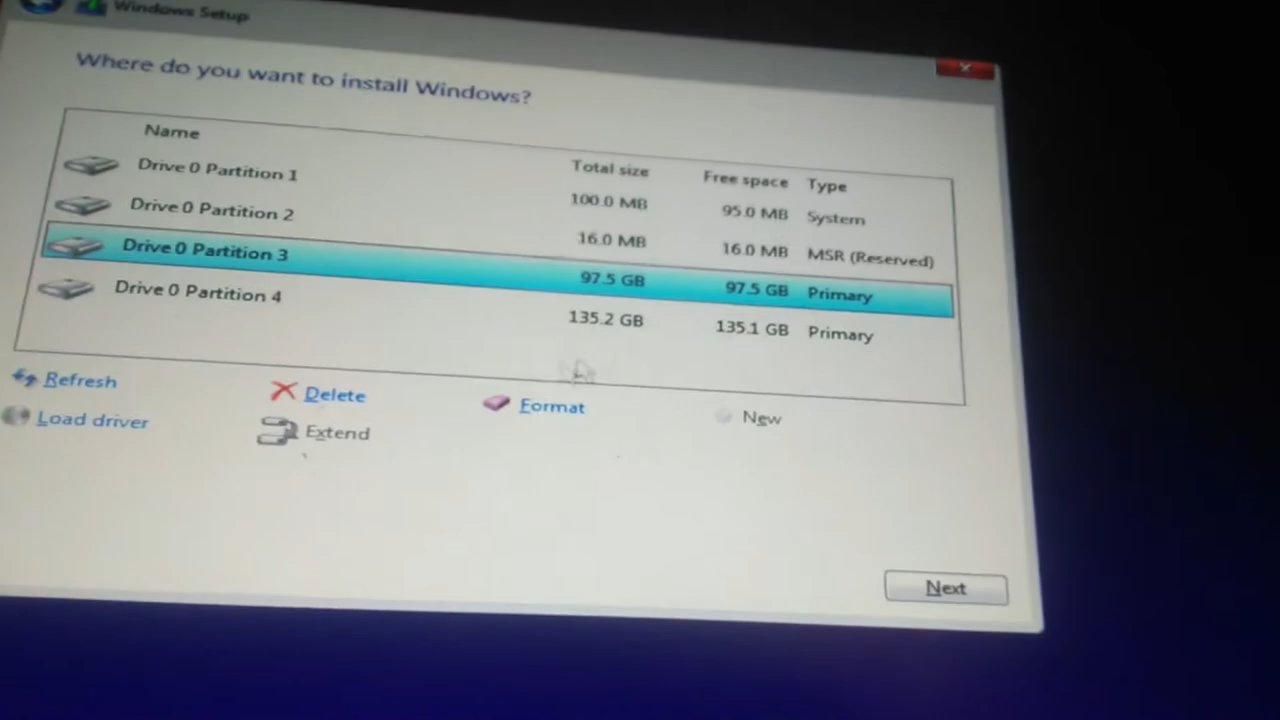 Windows Setup
Where do you want to install Windows?
Name Total size Free space Type
Drive 0 Partition 1 100.0 MB 95.0 MB System
Drive 0 Partition 2 16.0 MB 16.0 MB MSR (Reserved)
Drive 0 Partition 3 97.5 GB 97.5 GB Primary
Drive 0 Partition 4 135.2 GB 135.1 GB Primary
Refresh Delete Format New
Load driver Extend
Next